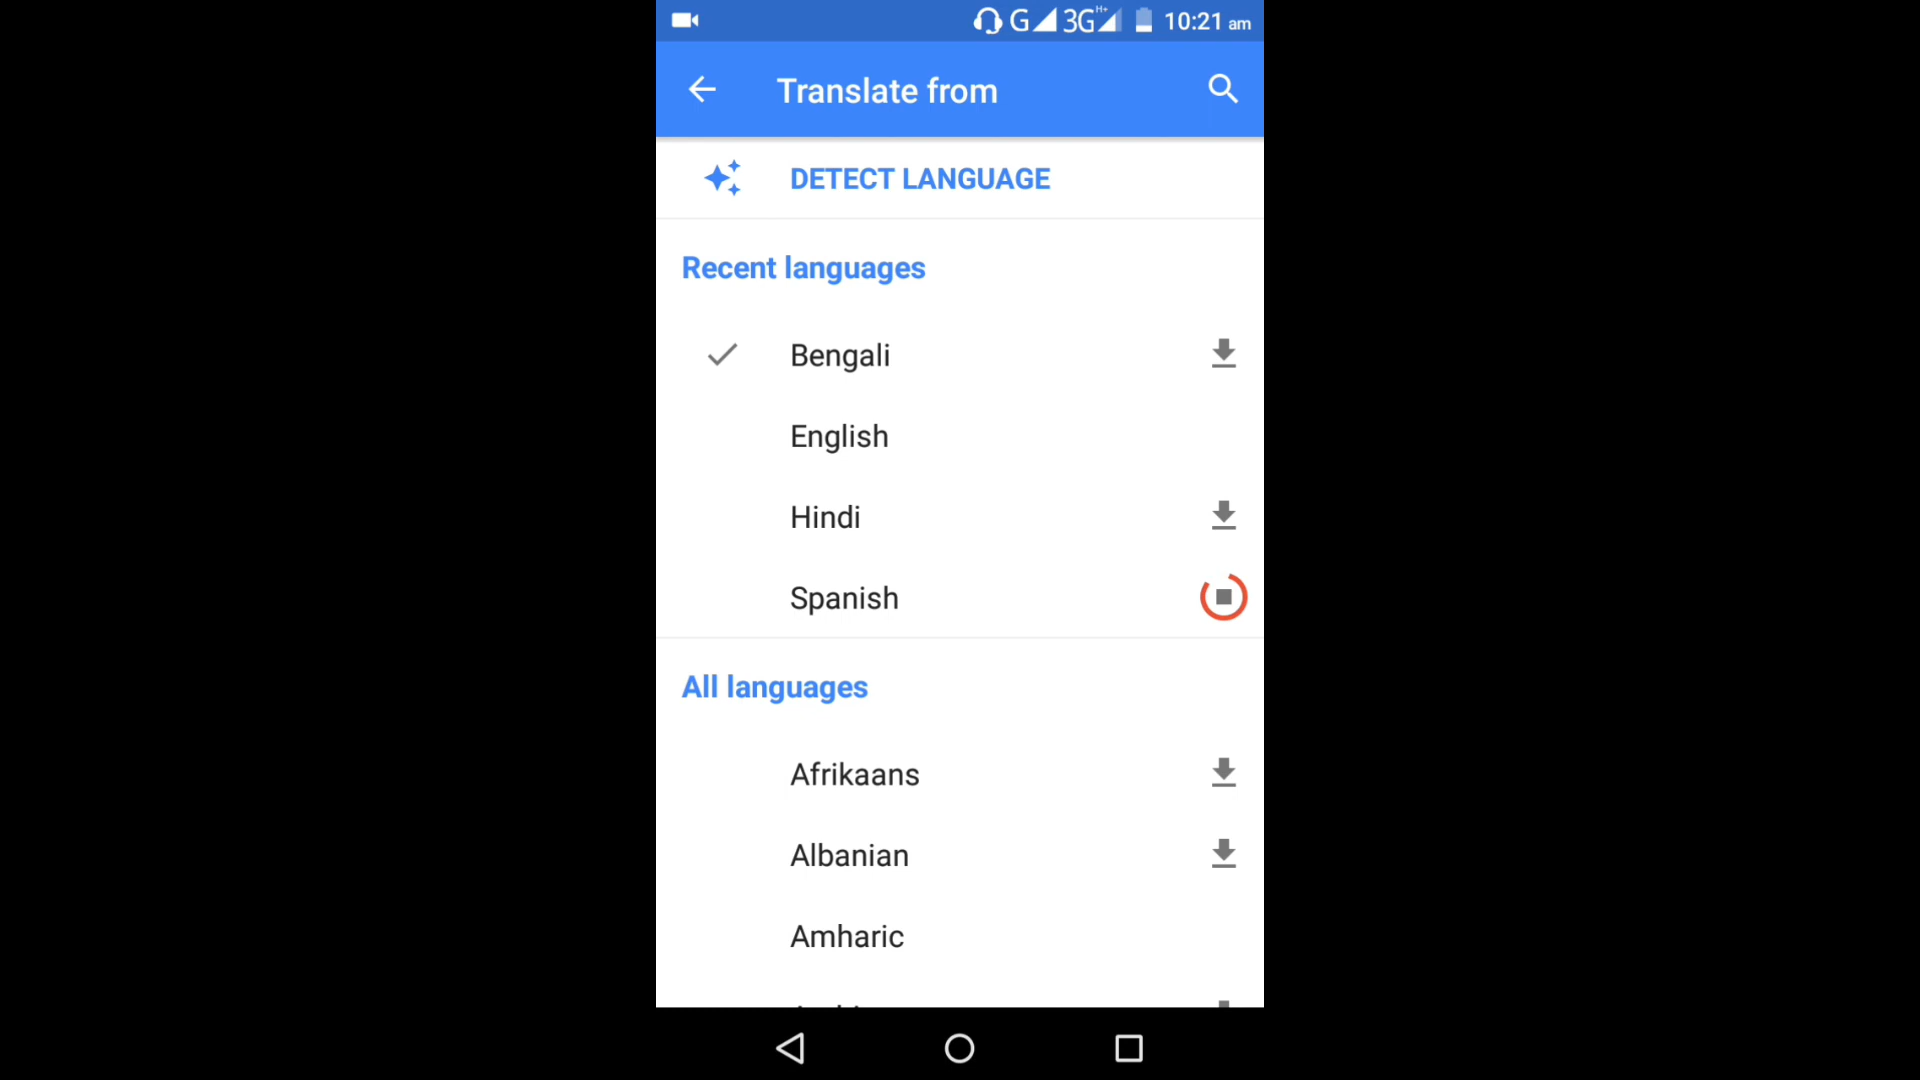 G 3G H+ 10:21 am
Translate from
DETECT LANGUAGE
Recent languages
Bengali
English
Hindi
Spanish
All languages
Afrikaans
Albanian
Amharic